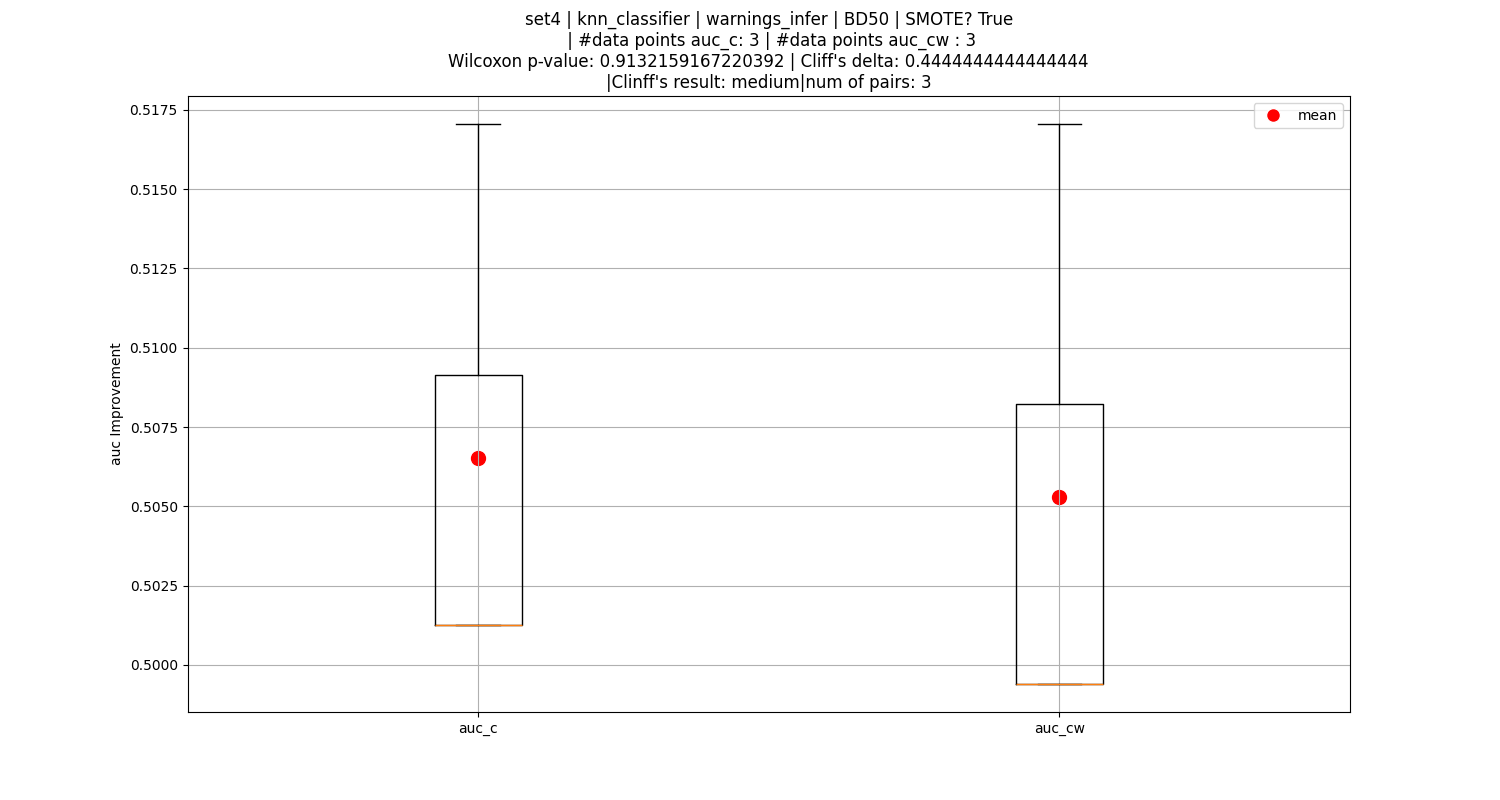 set4 | knn_classifier | warnings_infer | BD50 | SMOTE? True
| #data points auc_c: 3 | #data points auc_cw : 3
Wilcoxon p-value: 0.9132159167220392 | Cliff's delta: 0.4444444444444444
|Clinff's result: medium|num of pairs: 3
mean
0.5175
0.5150
0.5125
0.5100
0.5075
0.5050
0.5025
0.5000
auc Improvement
auc_c
auc_cw